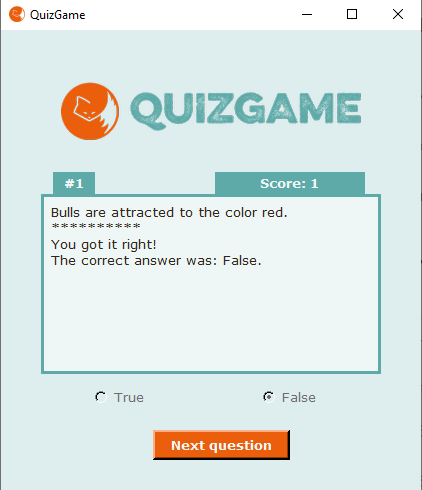 QuizGame
QUIZGAME
#1
Score: 1
Bulls are attracted to the color red.
**********
You got it right!
The correct answer was: False.
True
False
Next question